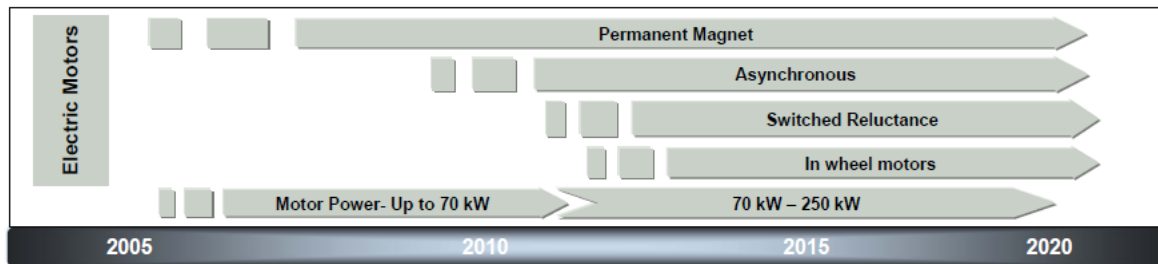 Electric Motors
Permanent Magnet
Asynchronous
Switched Reluctance
In wheel motors
Motor Power- Up to 70 kW
70 kW – 250 kW
2005
2010
2015
2020